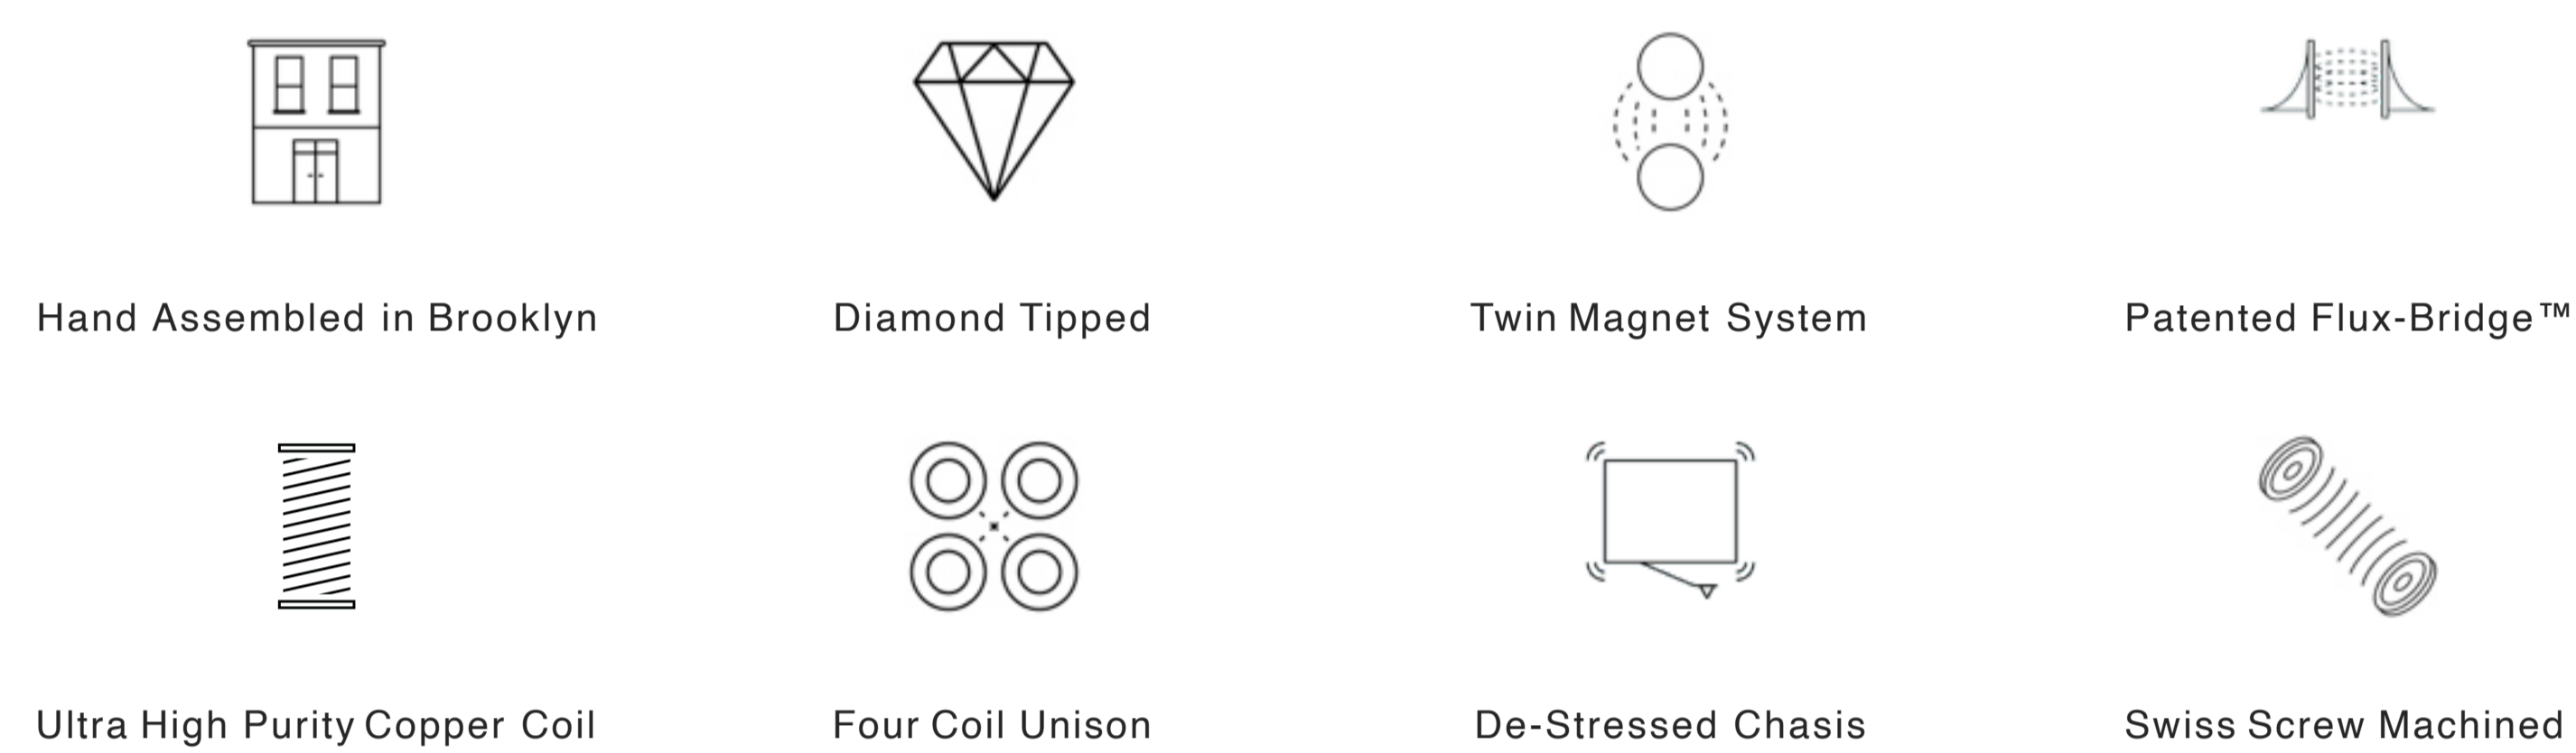 Hand Assembled in Brooklyn
Diamond Tipped
Twin Magnet System
Patented Flux-Bridge™
Ultra High Purity Copper Coil
Four Coil Unison
De-Stressed Chasis
Swiss Screw Machined